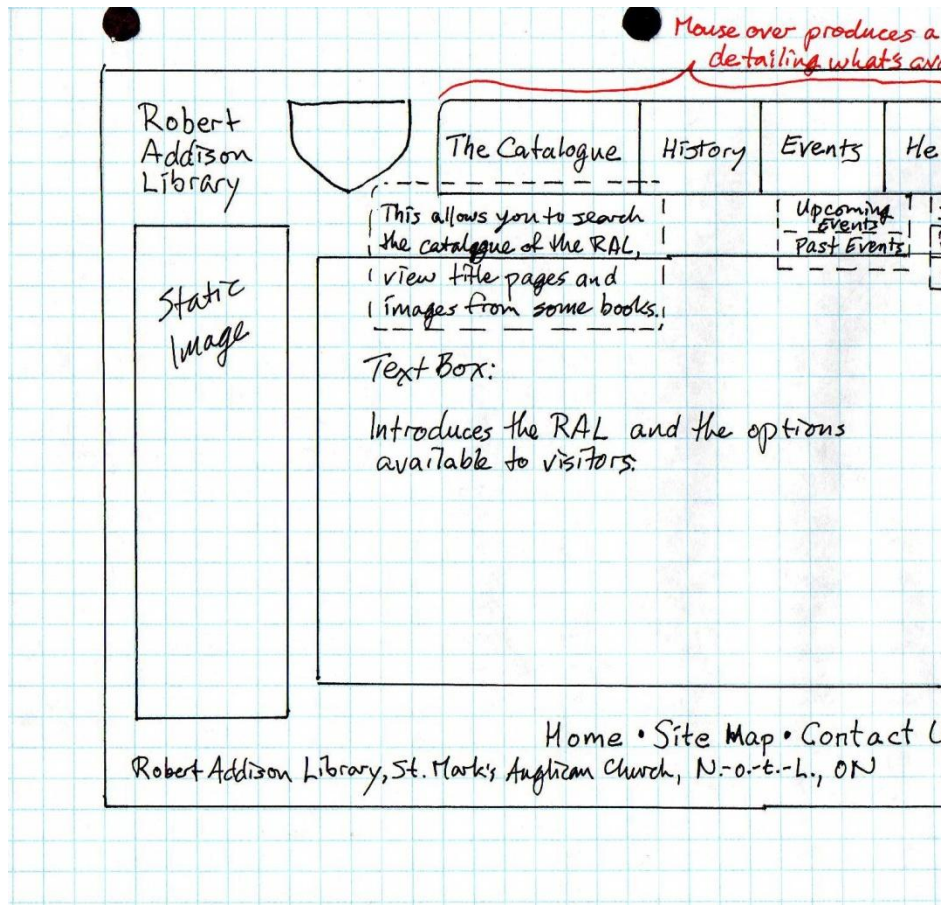 Mouse over produces a
detailing what's
Robert
Addison
Library
The Catalogue
History
Events
He
This allows you to search
the catalogue of the RAL,
view title pages and
images from some books.
Upcoming
Events
Past Events
Static
Image
Text Box:
Introduces the RAL and the options
available to visitors.
Home • Site Map • Contact U
Robert Addison Library, St. Mark's Anglican Church, N.-o.-t.-L., ON